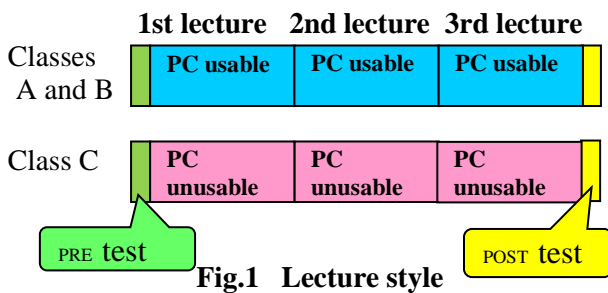 1st lecture 2nd lecture 3rd lecture
Classes
A and B
PC usable PC usable PC usable
Class C
PC PC PC
unusable unusable unusable
PRE test
POST test
Fig.1 Lecture style